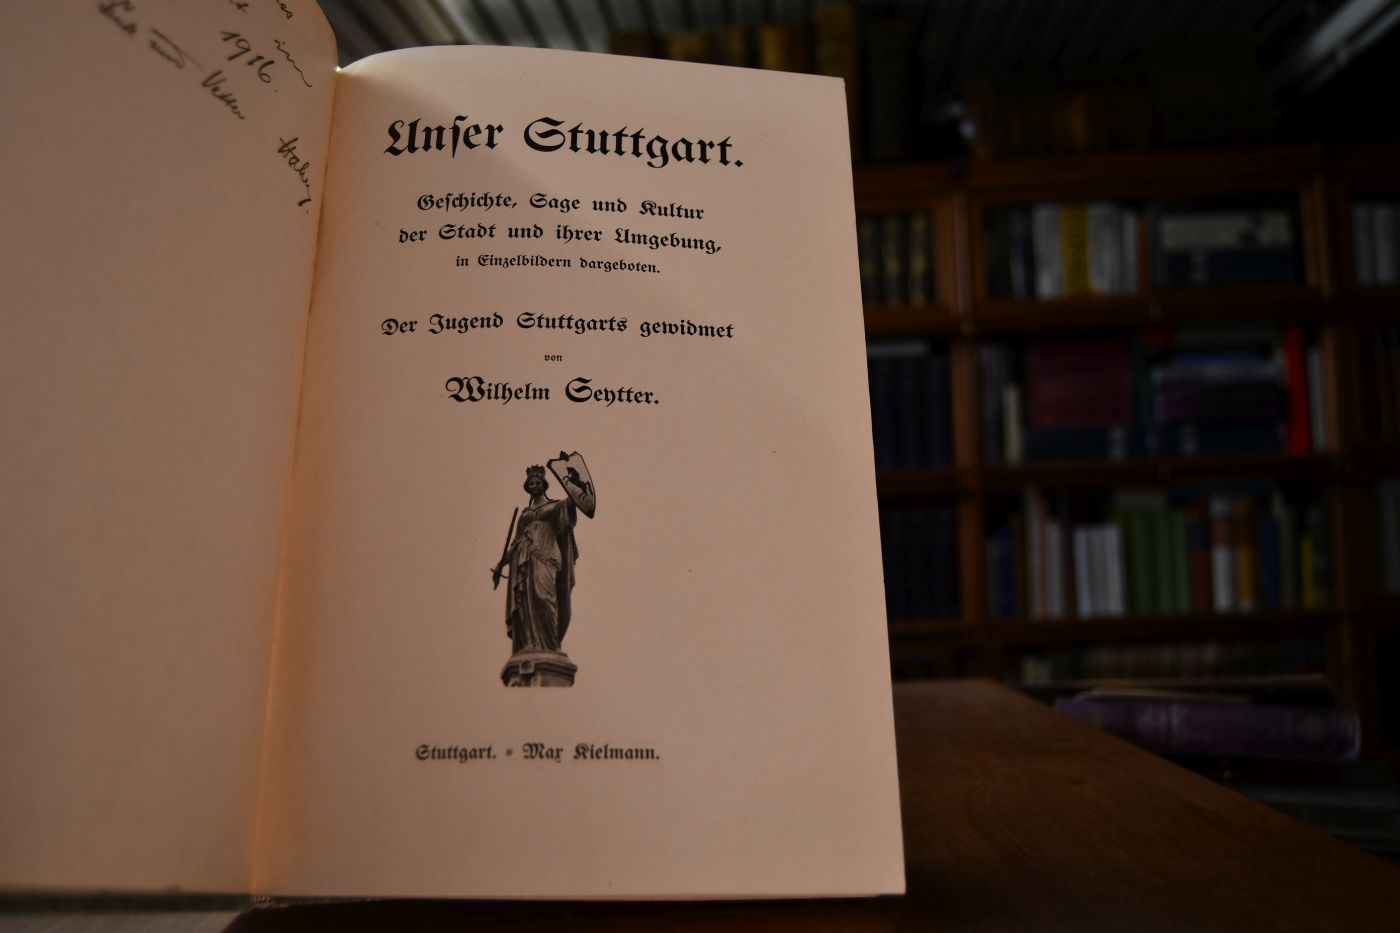 1916.
Unſer Stuttgart.
Geſchichte, Sage und Kultur
der Stadt und ihrer Umgebung,
in Einzelbildern dargeboten.
Der Jugend Stuttgarts gewidmet
von
Wilhelm Seytter.
Stuttgart. • Max Kielmann.